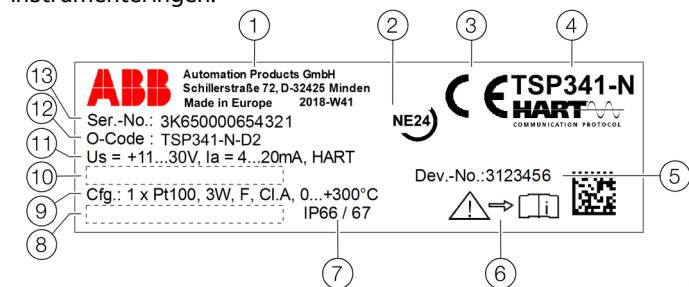 instrumenteringen.
1
2
3
4
ABB
Automation Products GmbH
Schillerstraße 72, D-32425 Minden
Made in Europe 2018-W41
NE24
CE
TSP341-N
HART
COMMUNICATION PROTOCOL
13
Ser.-No.: 3K650000654321
12
O-Code : TSP341-N-D2
11
Us = +11...30V, Ia = 4...20mA, HART
10
Dev.-No.:3123456
5
9
Cfg.: 1 x Pt100, 3W, F, Cl.A, 0...+300°C
8
IP66 / 67
i
7
6